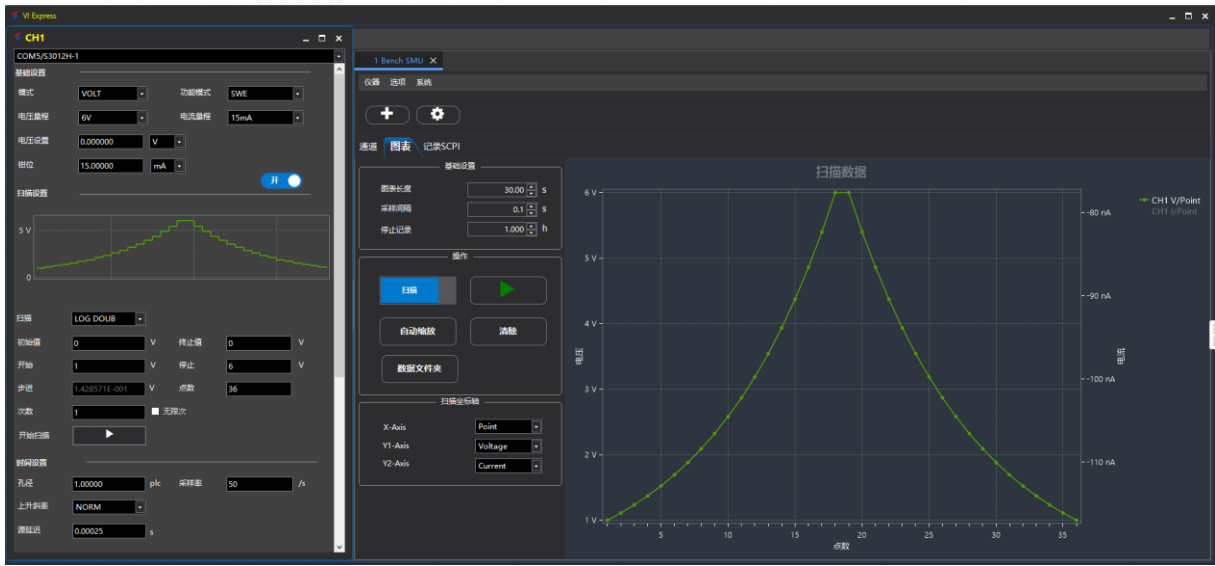 VI Express
CH1
COM5/S3012H-1
基础设置
模式 VOLT 功能模式 SWE
电压量程 6V 电流量程 15mA
电压设置 0.000000 V
钳位 15.00000 mA
开
扫描设置
5 V
0
扫描 LOG DOUB
初始值 0 V 终止值 0 V
开始 1 V 停止 6 V
步进 1.428571E-001 V 点数 36
次数 1 无限次
开始扫描
时间设置
孔径 1.00000 plc 采样率 50 /s
上升斜率 NORM
源延迟 0.00025 s
1 Bench SMU
仪器 选项 系统
通道 图表 记录SCPI
基础设置
图表长度 30.00 s
采样间隔 0.1 s
停止记录 1.000 h
操作
扫描
自动缩放 清除
数据文件夹
扫描坐标轴
X-Axis Point
Y1-Axis Voltage
Y2-Axis Current
扫描数据
6 V
5 V
4 V
3 V
2 V
1 V
电压
5 10 15 20 25 30 35
点数
-80 nA
-90 nA
-100 nA
-110 nA
电流
CH1 V/Point
CH1 I/Point